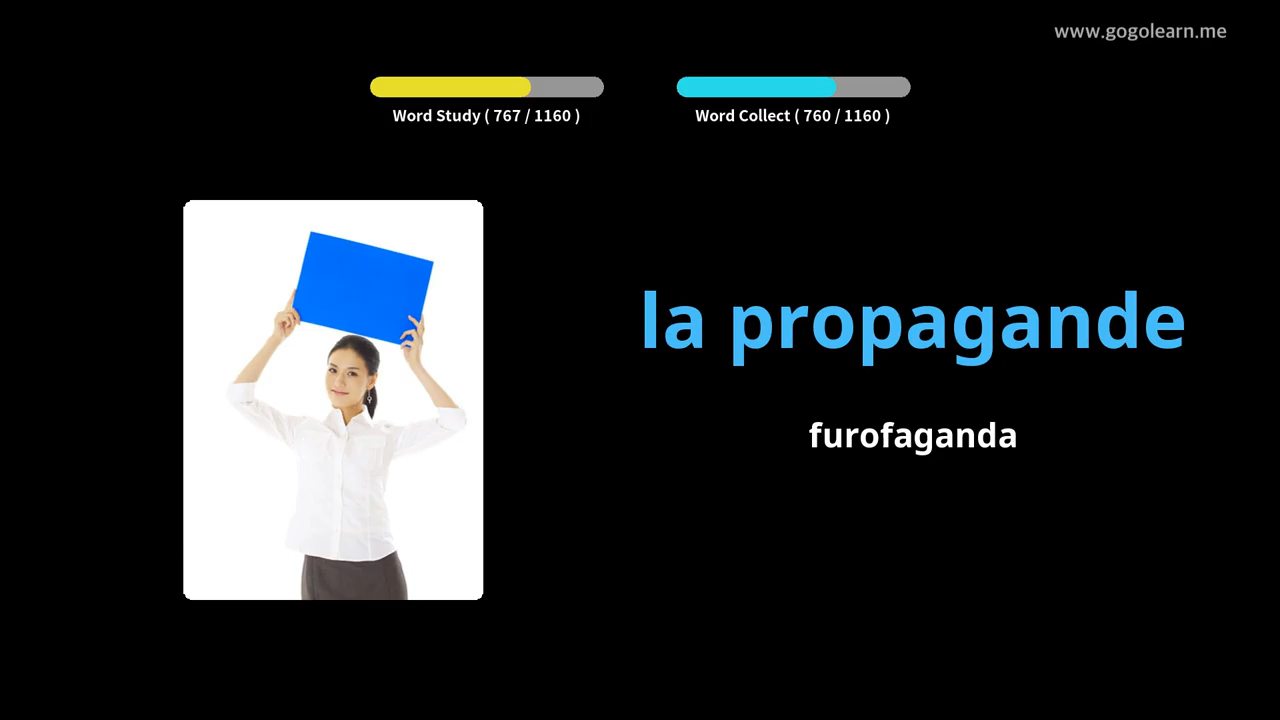 www.gogolearn.me
Word Study ( 767 / 1160 )
Word Collect ( 760 / 1160 )
la propagande
furofaganda